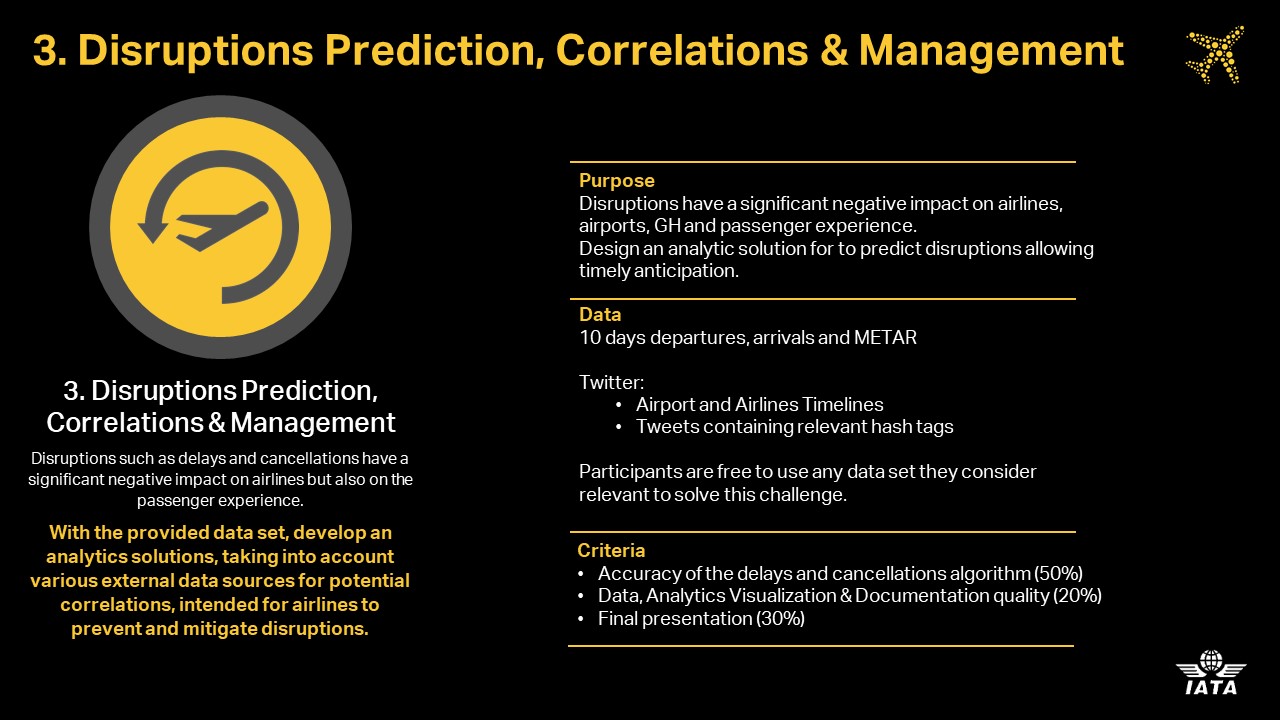 3. Disruptions Prediction, Correlations & Management
3. Disruptions Prediction,
Correlations & Management
Disruptions such as delays and cancellations have a
significant negative impact on airlines but also on the
passenger experience.
With the provided data set, develop an
analytics solutions, taking into account
various external data sources for potential
correlations, intended for airlines to
prevent and mitigate disruptions.
Purpose
Disruptions have a significant negative impact on airlines,
airports, GH and passenger experience.
Design an analytic solution for to predict disruptions allowing
timely anticipation.
Data
10 days departures, arrivals and METAR
Twitter:
• Airport and Airlines Timelines
• Tweets containing relevant hash tags
Participants are free to use any data set they consider
relevant to solve this challenge.
Criteria
• Accuracy of the delays and cancellations algorithm (50%)
• Data, Analytics Visualization & Documentation quality (20%)
• Final presentation (30%)
IATA